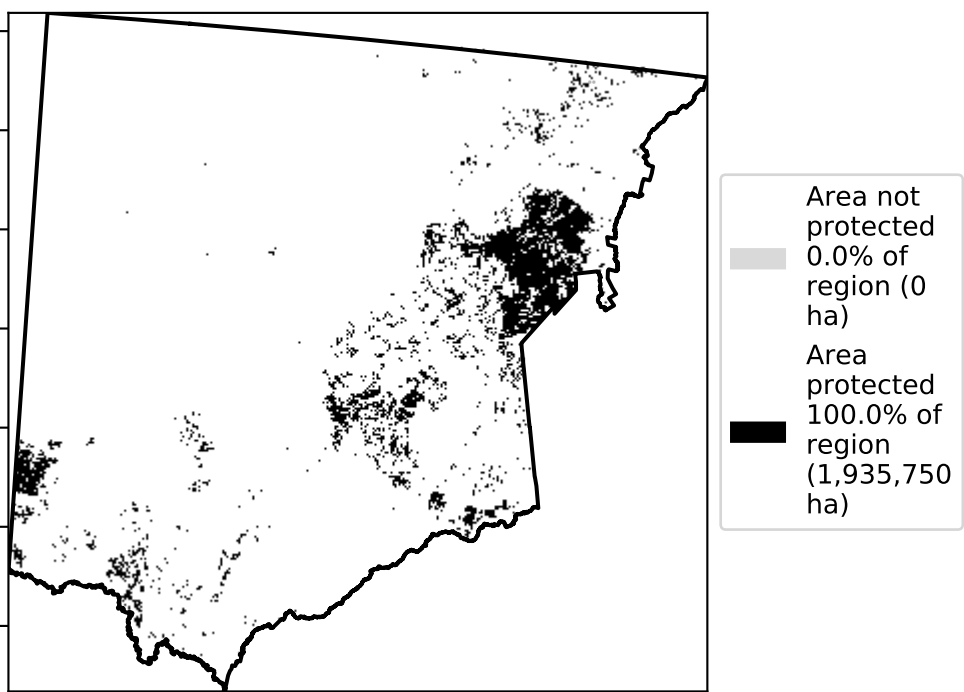 Area not
protected
0.0% of
region (0
ha)
Area
protected
100.0% of
region
(1,935,750
ha)